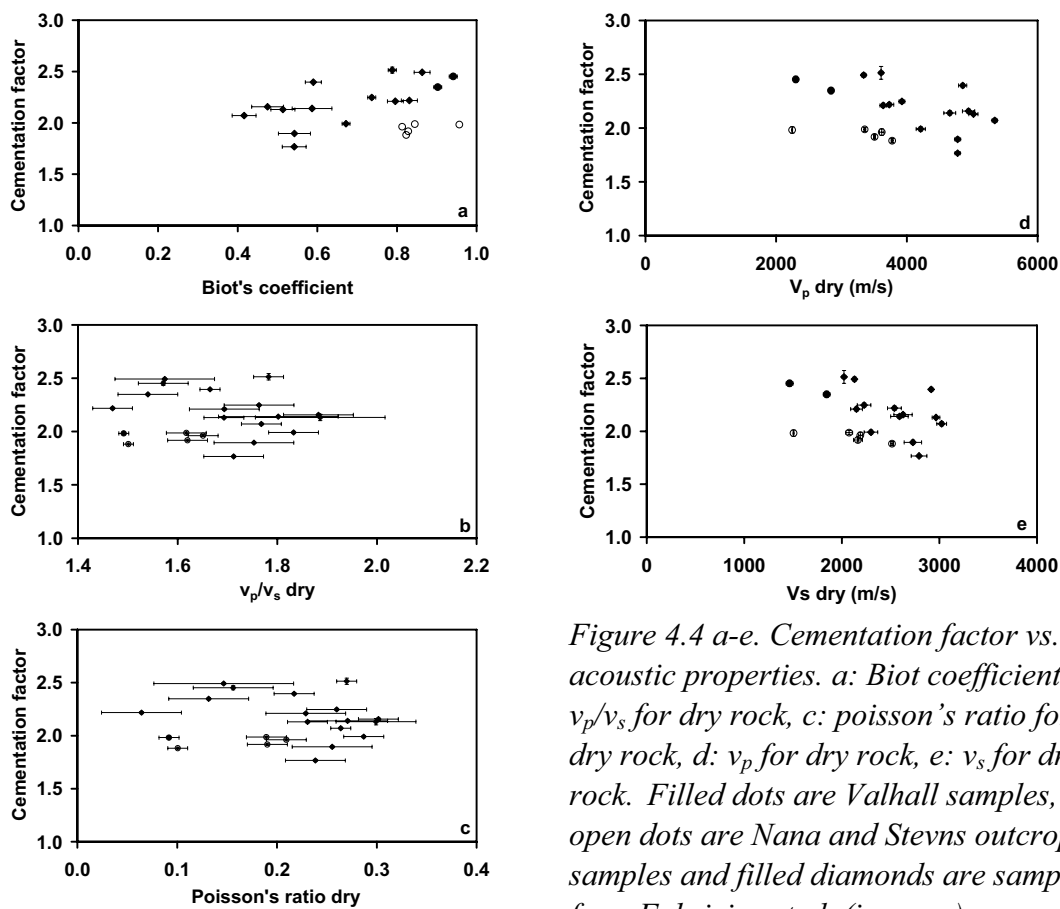 3.0
2.5
2.0
1.5
1.0
Cementation factor
a
0.0 0.2 0.4 0.6 0.8 1.0
Biot's coefficient
3.0
2.5
2.0
1.5
1.0
Cementation factor
b
1.4 1.6 1.8 2.0 2.2
vp/vs dry
3.0
2.5
2.0
1.5
1.0
Cementation factor
c
0.0 0.1 0.2 0.3 0.4
Poisson's ratio dry
3.0
2.5
2.0
1.5
1.0
Cementation factor
d
0 2000 4000 6000
Vp dry (m/s)
3.0
2.5
2.0
1.5
1.0
Cementation factor
e
0 1000 2000 3000 4000
Vs dry (m/s)
Figure 4.4 a-e. Cementation factor vs.
acoustic properties. a: Biot coefficient
vp/vs for dry rock, c: poisson's ratio fo
dry rock, d: vp for dry rock, e: vs for dr
rock. Filled dots are Valhall samples,
open dots are Nana and Stevns outcrop
samples and filled diamonds are samp